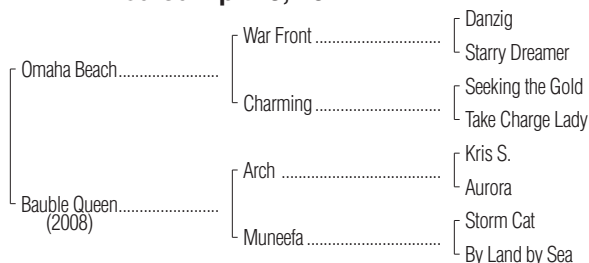 Danzig
War Front ........................................
Starry Dreamer
Omaha Beach................................
Seeking the Gold
Charming ........................................
Take Charge Lady
Kris S.
Arch ..................................................
Aurora
Bauble Queen................................
(2008)
Storm Cat
Muneefa..........................................
By Land by Sea